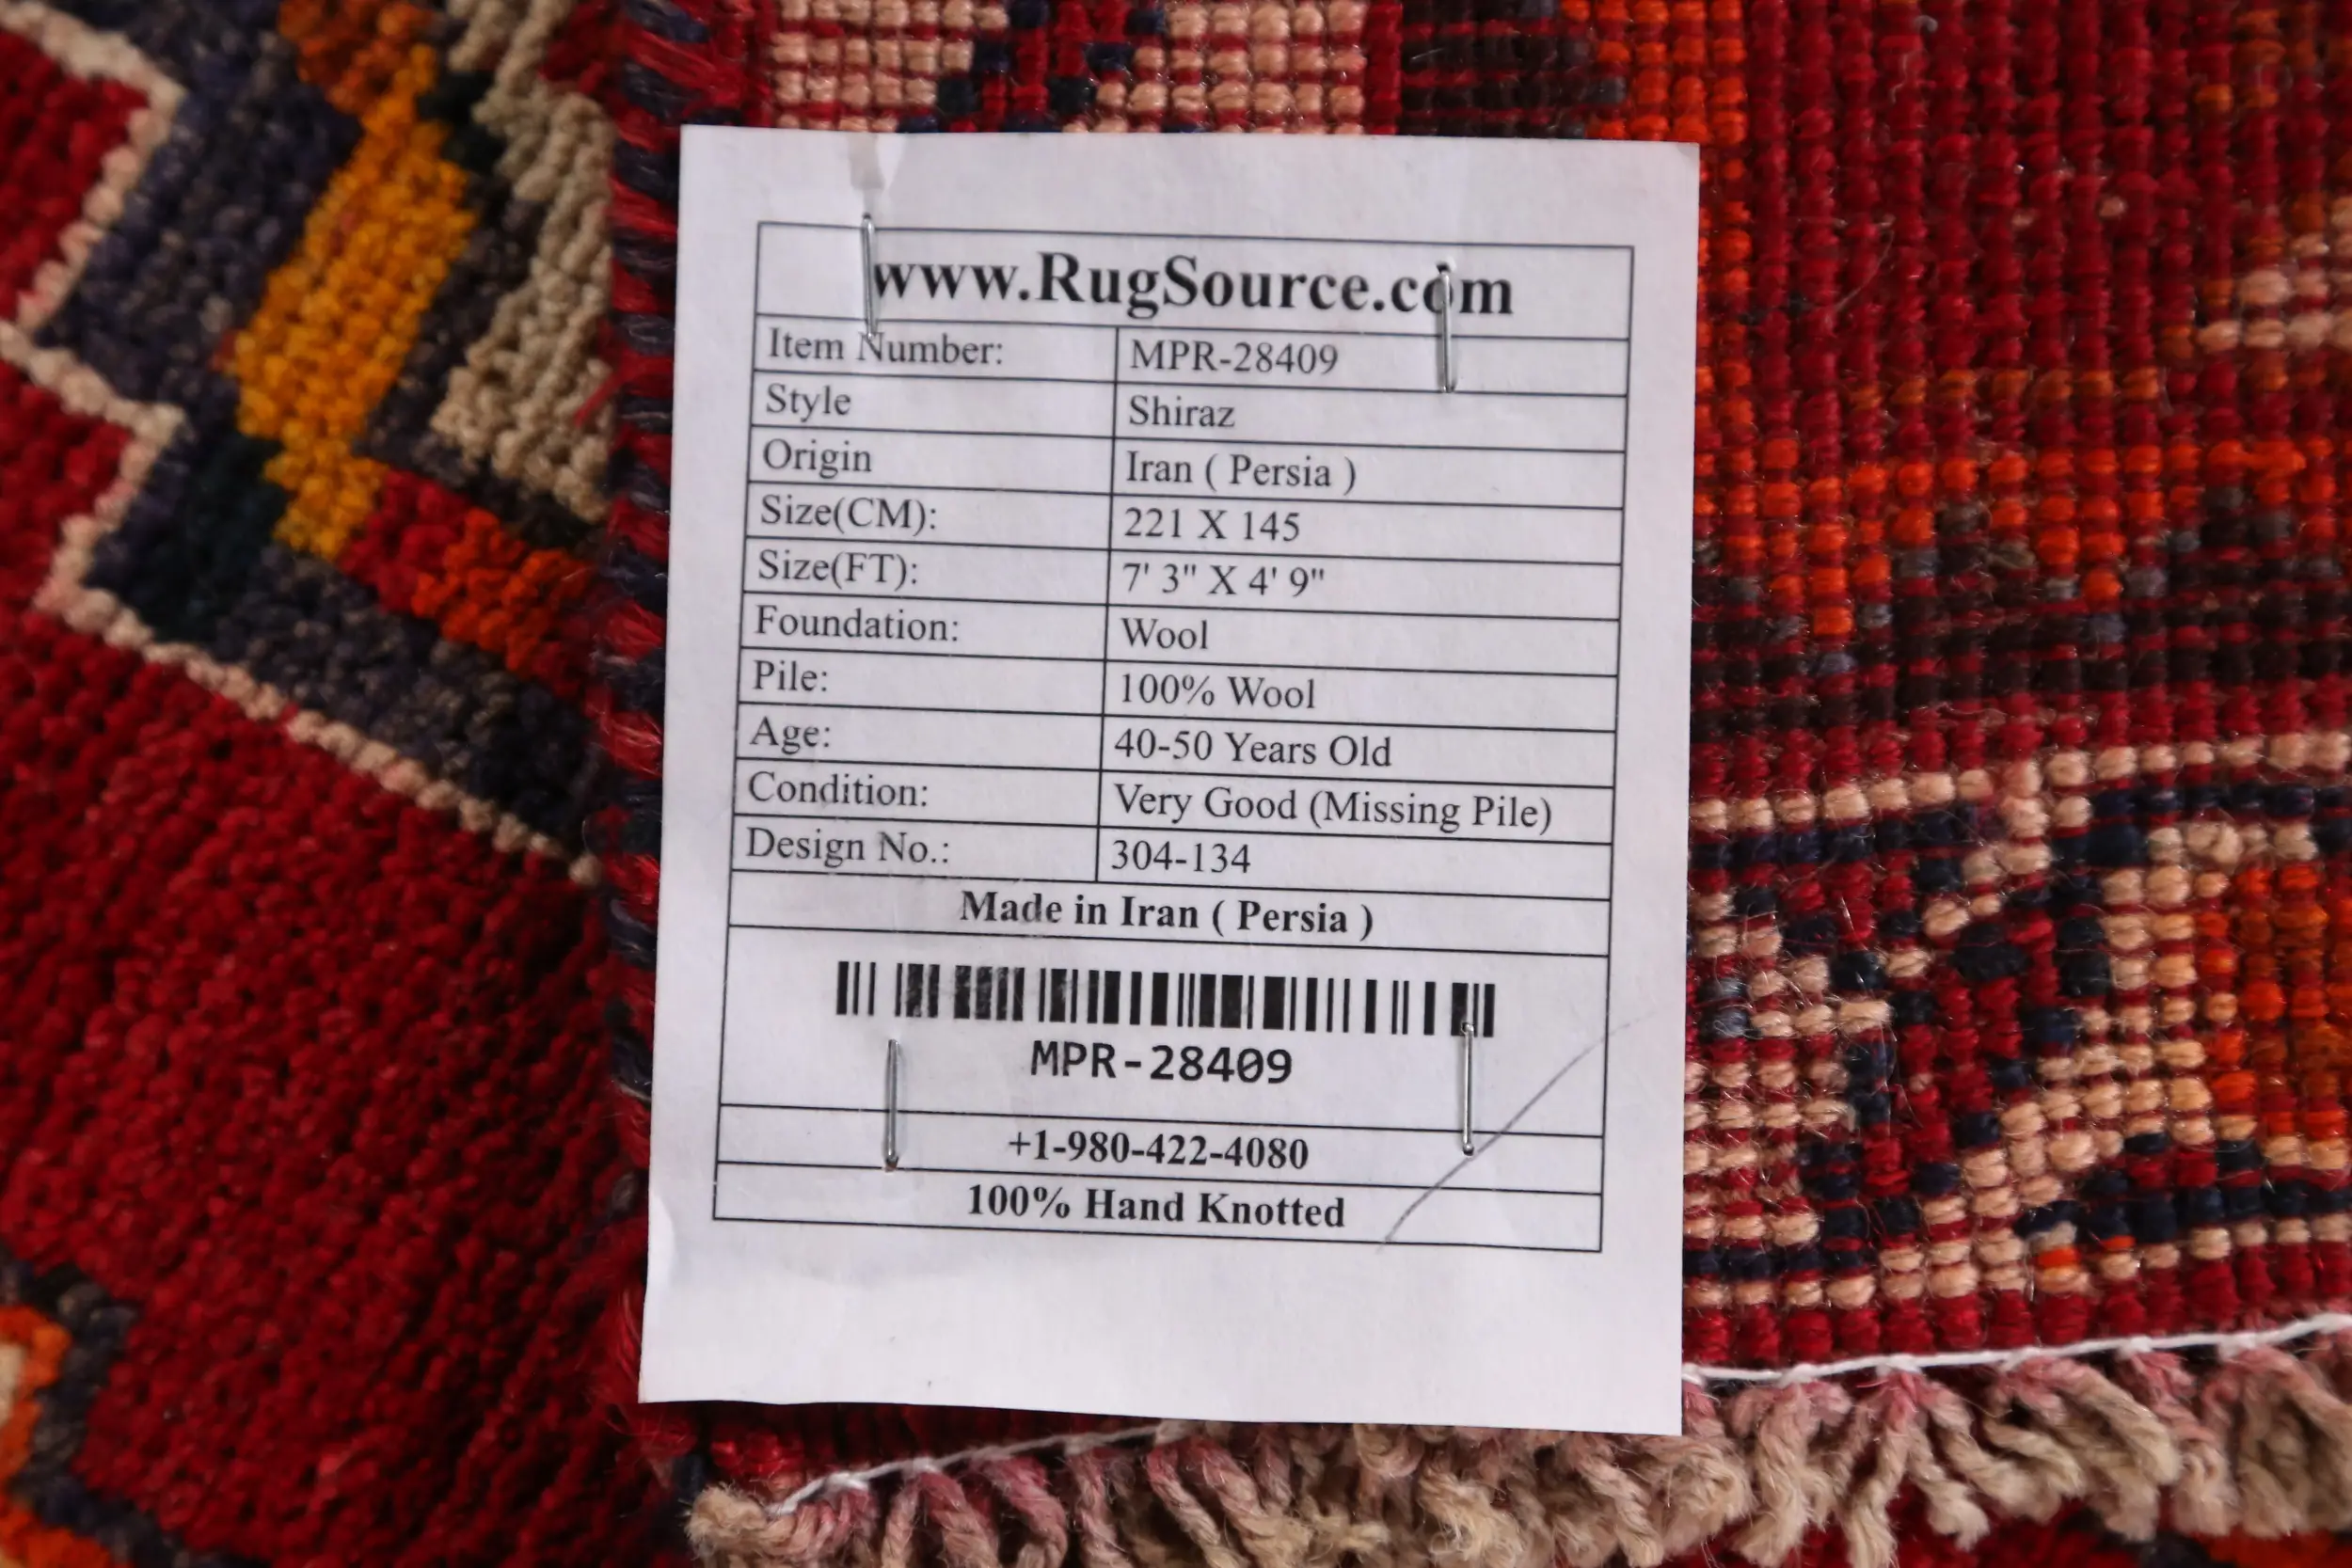 www.RugSource.com
Item Number: MPR-28409
Style Shiraz
Origin Iran ( Persia )
Size(CM): 221 X 145
Size(FT): 7' 3" X 4' 9"
Foundation: Wool
Pile: 100% Wool
Age: 40-50 Years Old
Condition: Very Good (Missing Pile)
Design No.: 304-134
Made in Iran ( Persia )
MPR-28409
+1-980-422-4080
100% Hand Knotted